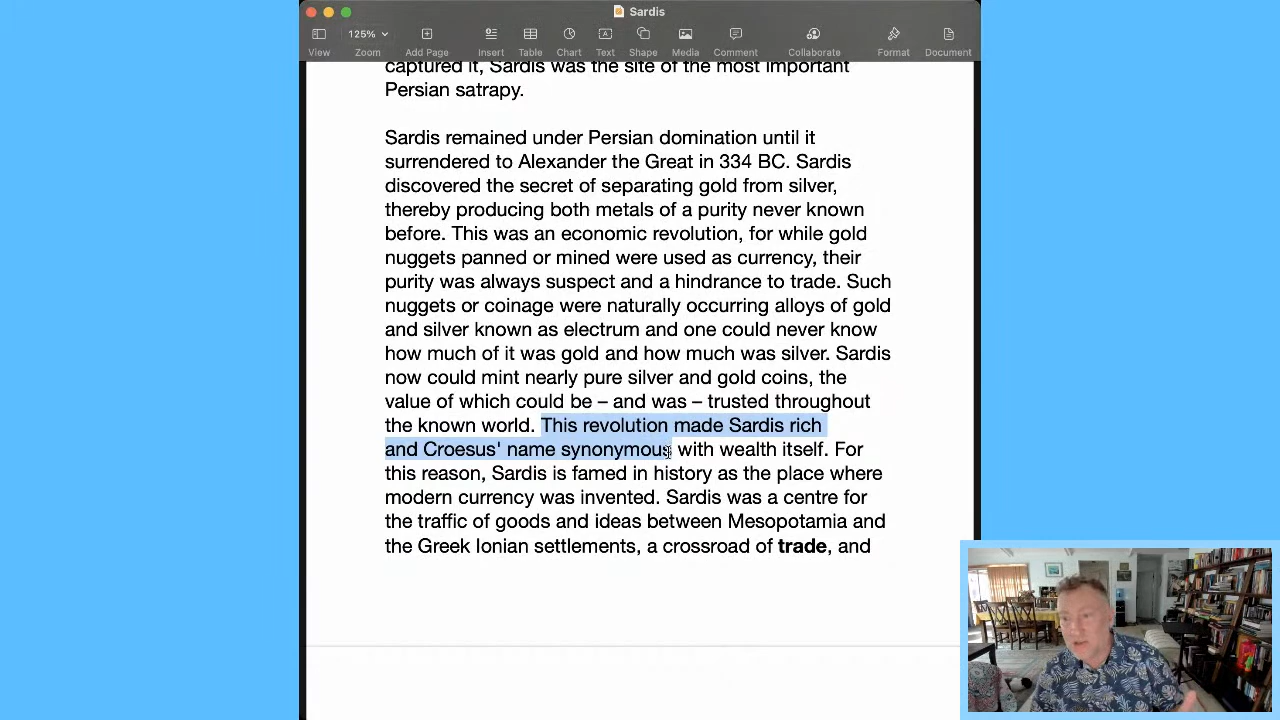 Sardis
125%
View
Zoom
Add Page
Insert
Table
Chart
Text
Shape
Media
Comment
Collaborate
Format
Document
captured it, Sardis was the site of the most important
Persian satrapy.
Sardis remained under Persian domination until it
surrendered to Alexander the Great in 334 BC. Sardis
discovered the secret of separating gold from silver,
thereby producing both metals of a purity never known
before. This was an economic revolution, for while gold
nuggets panned or mined were used as currency, their
purity was always suspect and a hindrance to trade. Such
nuggets or coinage were naturally occurring alloys of gold
and silver known as electrum and one could never know
how much of it was gold and how much was silver. Sardis
now could mint nearly pure silver and gold coins, the
value of which could be – and was – trusted throughout
the known world. This revolution made Sardis rich
and Croesus' name synonymous with wealth itself. For
this reason, Sardis is famed in history as the place where
modern currency was invented. Sardis was a centre for
the traffic of goods and ideas between Mesopotamia and
the Greek Ionian settlements, a crossroad of trade, and